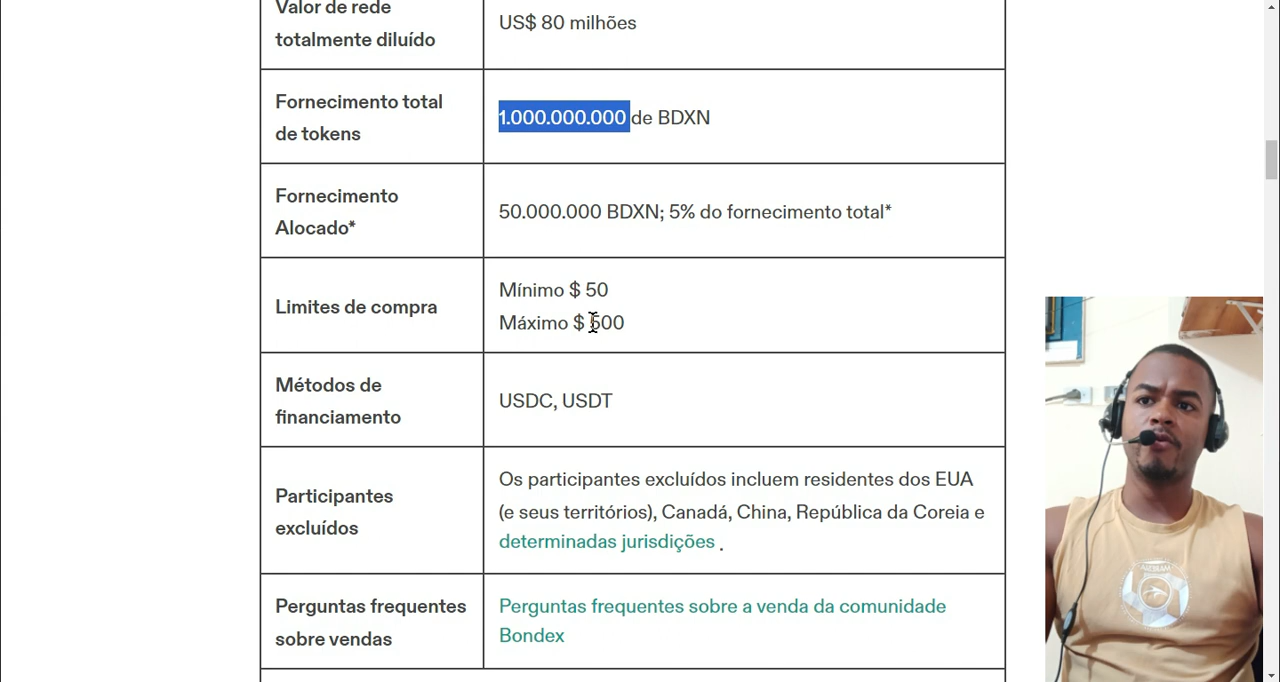 Valor de rede
totalmente diluído
US$ 80 milhões
Fornecimento total
de tokens
1.000.000.000 de BDXN
Fornecimento
Alocado*
50.000.000 BDXN; 5% do fornecimento total*
Limites de compra
Mínimo $ 50
Máximo $ 500
Métodos de
financiamento
USDC, USDT
Participantes
excluídos
Os participantes excluídos incluem residentes dos EUA
(e seus territórios), Canadá, China, República da Coreia e
determinadas jurisdições .
Perguntas frequentes
sobre vendas
Perguntas frequentes sobre a venda da comunidade
Bondex